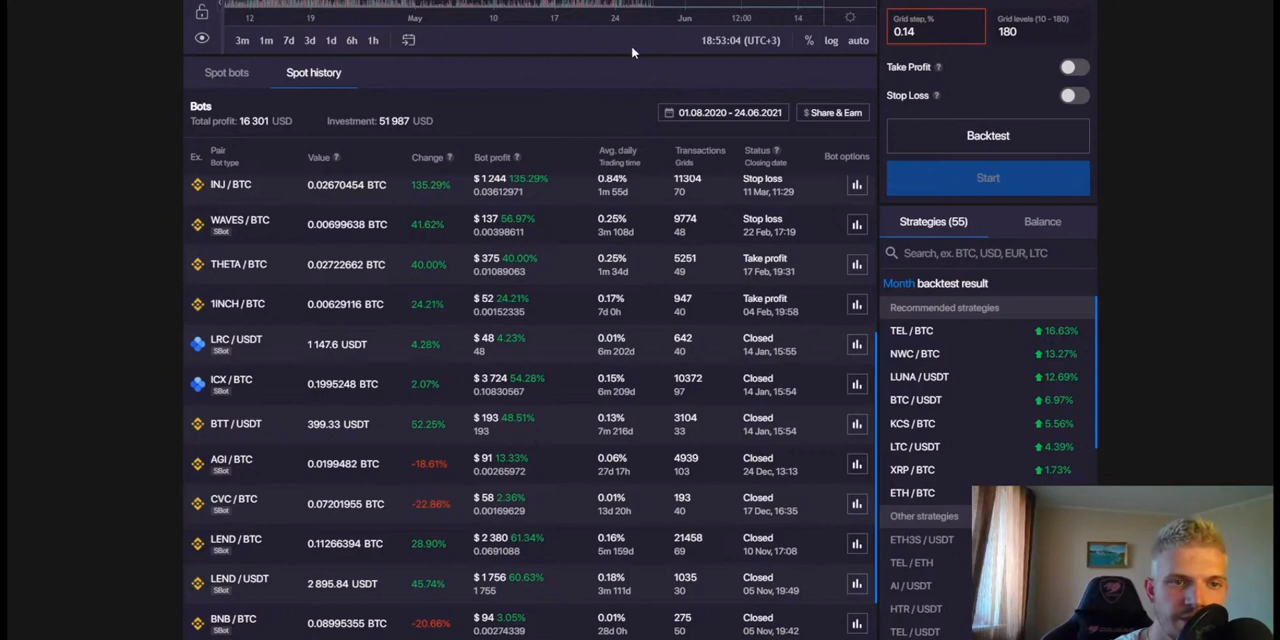 12 19 May 10 17 24 Jun 12:00 14
3m 1m 7d 3d 1d 6h 1h 18:53:04 (UTC+3) % log auto
Grid step, % Grid levels (10 - 180)
0.14 180
Take Profit ?
Stop Loss ?
Backtest
Start
Spot bots Spot history
Bots
Total profit: 16 301 USD Investment: 51 987 USD
01.08.2020 - 24.06.2021 $ Share & Earn
Ex. Pair Value ? Change ? Bot profit ? Avg. daily Transactions Status ? Bot options
Bot type Trading time Grids Closing date
INJ / BTC 0.02670454 BTC 135.29% $ 1 244 135.29% 0.84% 11304 Stop loss
0.03612971 1m 55d 70 11 Mar, 11:29
WAVES / BTC 0.00699638 BTC 41.62% $ 137 56.97% 0.25% 9774 Stop loss
SBot 0.00398611 3m 108d 48 22 Feb, 17:19
THETA / BTC 0.02722662 BTC 40.00% $ 375 40.00% 0.25% 5251 Take profit
0.01089063 1m 34d 49 17 Feb, 19:31
1INCH / BTC 0.00629116 BTC 24.21% $ 52 24.21% 0.17% 947 Take profit
0.00152335 7d 0h 40 04 Feb, 19:58
LRC / USDT 1 147.6 USDT 4.28% $ 48 4.23% 0.01% 642 Closed
SBot 48 6m 202d 40 14 Jan, 15:55
ICX / BTC 0.1995248 BTC 2.07% $ 3 724 54.28% 0.15% 10372 Closed
SBot 0.10830567 6m 209d 97 14 Jan, 15:54
BTT / USDT 399.33 USDT 52.25% $ 193 48.51% 0.13% 3104 Closed
193 7m 216d 33 14 Jan, 15:54
AGI / BTC 0.0199482 BTC -18.61% $ 91 13.33% 0.06% 4939 Closed
SBot 0.00265972 27d 17h 103 24 Dec, 13:13
CVC / BTC 0.07201955 BTC -22.86% $ 58 2.36% 0.01% 193 Closed
SBot 0.00169629 13d 20h 40 17 Dec, 16:35
LEND / BTC 0.11266394 BTC 28.90% $ 2 380 61.34% 0.16% 21458 Closed
SBot 0.0691088 5m 159d 69 10 Nov, 17:08
LEND / USDT 2 895.84 USDT 45.74% $ 1 756 60.63% 0.18% 1035 Closed
SBot 1 755 3m 111d 30 05 Nov, 19:49
BNB / BTC 0.08995355 BTC -20.66% $ 94 3.05% 0.01% 275 Closed
SBot 0.00274339 28d 0h 50 05 Nov, 19:42
Strategies (55) Balance
Search, ex. BTC, USD, EUR, LTC
Month backtest result
Recommended strategies
TEL / BTC 16.63%
NWC / BTC 13.27%
LUNA / USDT 12.69%
BTC / USDT 6.97%
KCS / BTC 5.56%
LTC / USDT 4.39%
XRP / BTC 1.73%
ETH / BTC
Other strategies
ETH3S / USDT
TEL / ETH
AI / USDT
HTR / USDT
TEL / USDT